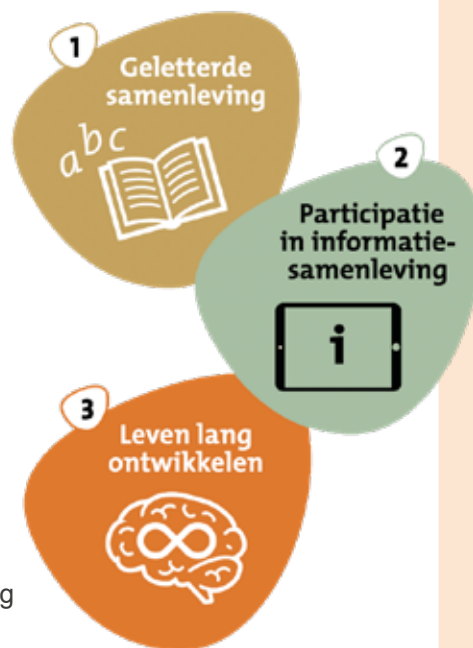 1
Geletterde
samenleving
abc
2
Participatie
in informatie-
samenleving
i
3
Leven lang
ontwikkelen
g